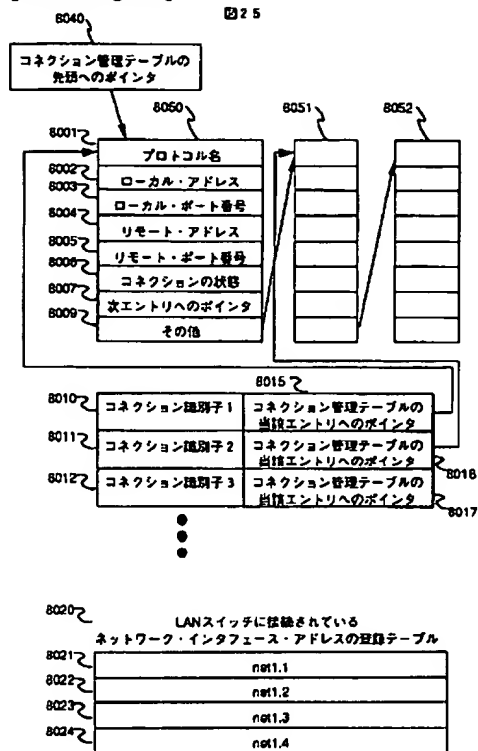 図25
8040
コネクション管理テーブルの
先頭へのポインタ
8050
8051
8052
8001
プロトコル名
8002
ローカル・アドレス
8003
ローカル・ポート番号
8004
リモート・アドレス
8005
リモート・ポート番号
8006
コネクションの状態
8007
次エントリへのポインタ
8009
その他
8015
8010
コネクション識別子1
コネクション管理テーブルの
当該エントリへのポインタ
8011
コネクション識別子2
コネクション管理テーブルの
当該エントリへのポインタ
8016
8012
コネクション識別子3
コネクション管理テーブルの
当該エントリへのポインタ
8017
8020
LANスイッチに接続されている
ネットワーク・インタフェース・アドレスの登録テーブル
8021
net1.1
8022
net1.2
8023
net1.3
8024
net1.4